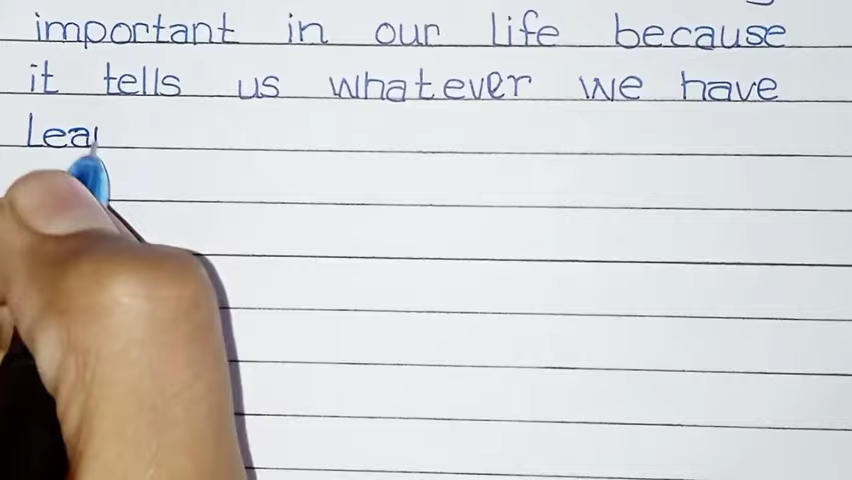 important in our life because
it tells us whatever we have
lea